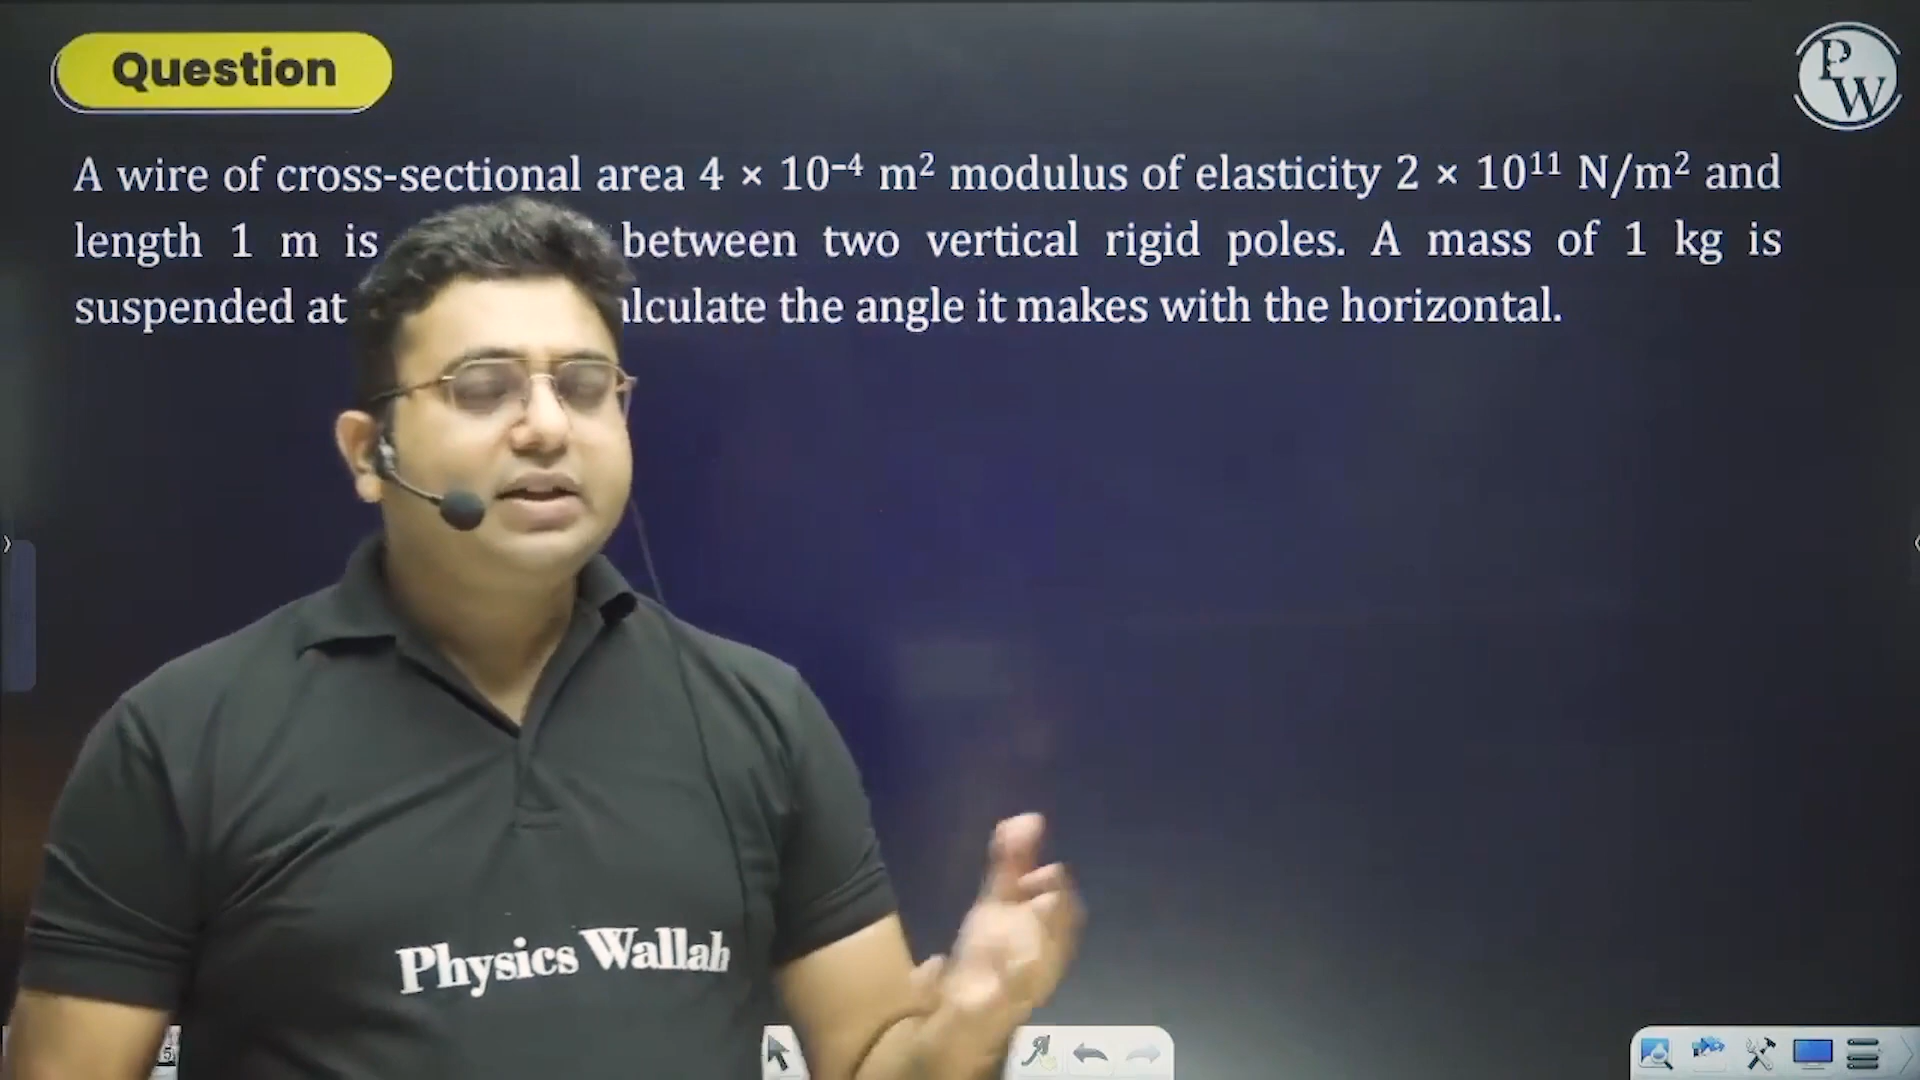 Question
PW
A wire of cross-sectional area 4 × 10⁻⁴ m² modulus of elasticity 2 × 10¹¹ N/m² and
length 1 m is between two vertical rigid poles. A mass of 1 kg is
suspended at alculate the angle it makes with the horizontal.
Physics Wallah